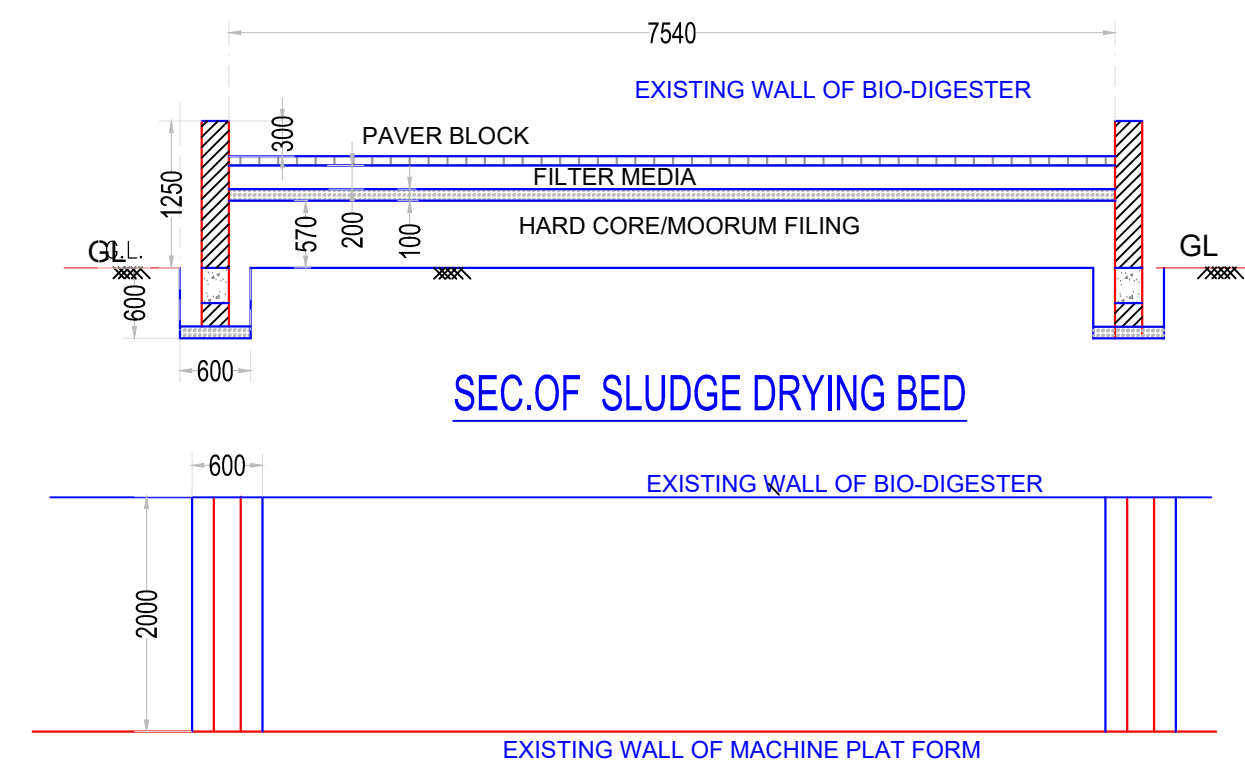 7540
EXISTING WALL OF BIO-DIGESTER
300
PAVER BLOCK
FILTER MEDIA
1250
570
200
100
HARD CORE/MOORUM FILING
GL
G.L.
GL
600
600
SEC.OF SLUDGE DRYING BED
600
EXISTING WALL OF BIO-DIGESTER
2000
EXISTING WALL OF MACHINE PLAT FORM